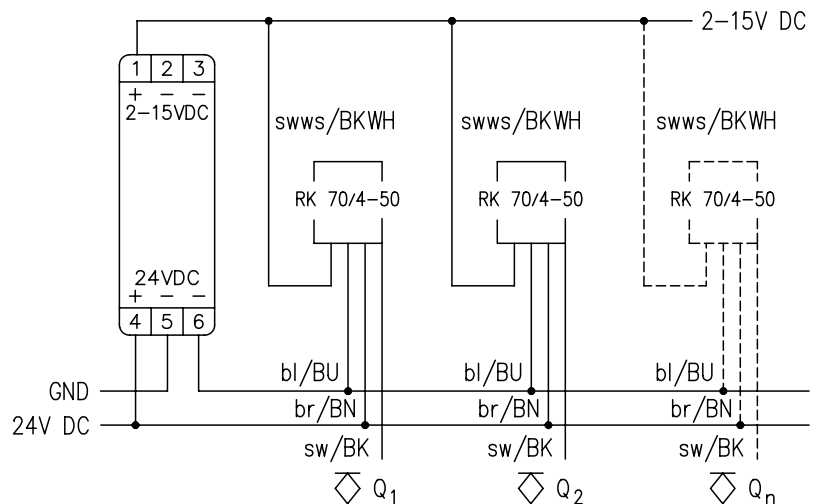 2-15V DC
1 2 3
+ - -
2-15VDC
swws/BKWH swws/BKWH swws/BKWH
RK 70/4-50 RK 70/4-50 RK 70/4-50
24VDC
+ - -
4 5 6
bl/BU bl/BU bl/BU
GND
br/BN br/BN br/BN
24V DC
sw/BK sw/BK sw/BK
Q1 Q2 Qn